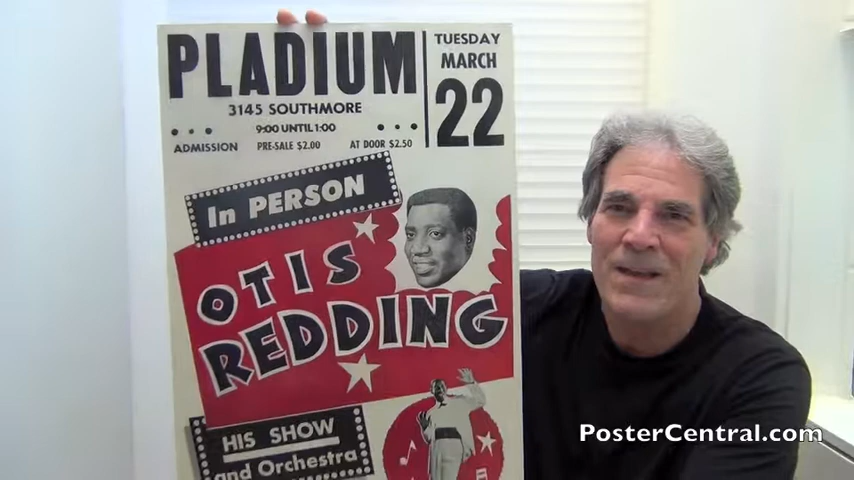 PLADIUM
3145 SOUTHMORE
9:00 UNTIL 1:00
ADMISSION PRE-SALE $2.00 AT DOOR $2.50
TUESDAY
MARCH
22
In PERSON
OTIS
REDDING
HIS SHOW
and Orchestra
PosterCentral.com